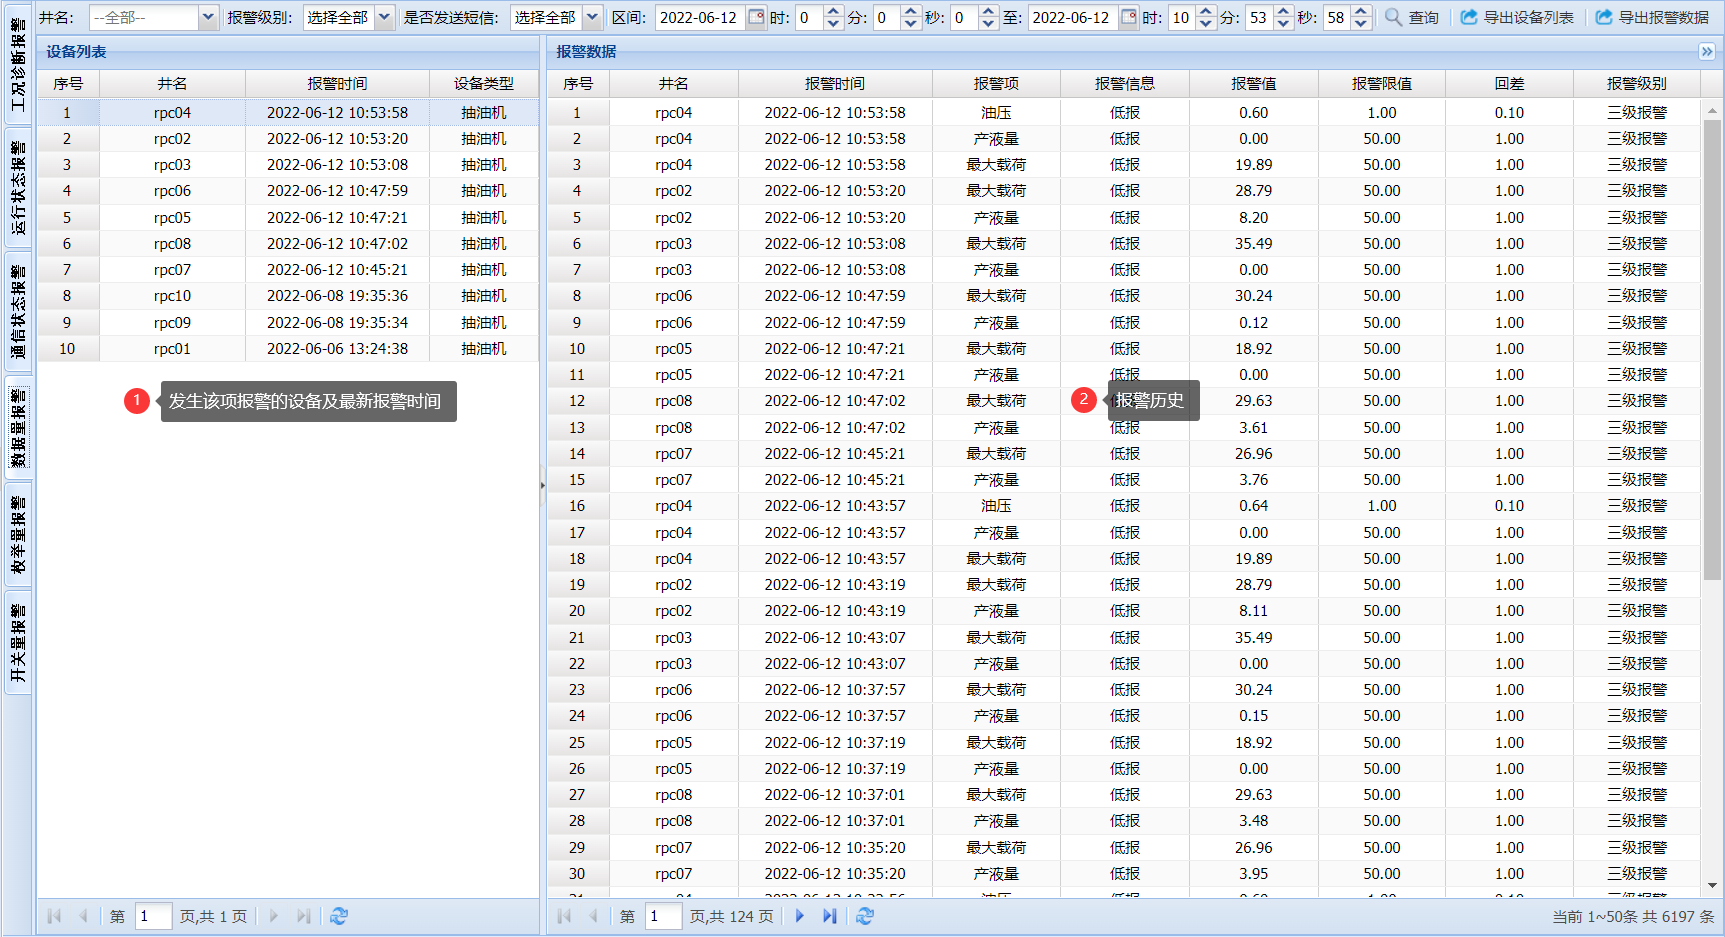 井名: --全部-- 报警级别: 选择全部 是否发送短信: 选择全部 区间: 2022-06-12 时: 0 分: 0 秒: 0 至: 2022-06-12 时: 10 分: 53 秒: 58 查询 导出设备列表 导出报警数据
工况诊断报警
运行状态报警
通信状态报警
数据量报警
枚举量报警
开关量报警
设备列表
序号 井名 报警时间 设备类型
1 rpc04 2022-06-12 10:53:58 抽油机
2 rpc02 2022-06-12 10:53:20 抽油机
3 rpc03 2022-06-12 10:53:08 抽油机
4 rpc06 2022-06-12 10:47:59 抽油机
5 rpc05 2022-06-12 10:47:21 抽油机
6 rpc08 2022-06-12 10:47:02 抽油机
7 rpc07 2022-06-12 10:45:21 抽油机
8 rpc10 2022-06-08 19:35:36 抽油机
9 rpc09 2022-06-08 19:35:34 抽油机
10 rpc01 2022-06-06 13:24:38 抽油机
1 发生该项报警的设备及最新报警时间
第 1 页,共 1 页
报警数据
序号 井名 报警时间 报警项 报警信息 报警值 报警限值 回差 报警级别
1 rpc04 2022-06-12 10:53:58 油压 低报 0.60 1.00 0.10 三级报警
2 rpc04 2022-06-12 10:53:58 产液量 低报 0.00 50.00 1.00 三级报警
3 rpc04 2022-06-12 10:53:58 最大载荷 低报 19.89 50.00 1.00 三级报警
4 rpc02 2022-06-12 10:53:20 最大载荷 低报 28.79 50.00 1.00 三级报警
5 rpc02 2022-06-12 10:53:20 产液量 低报 8.20 50.00 1.00 三级报警
6 rpc03 2022-06-12 10:53:08 最大载荷 低报 35.49 50.00 1.00 三级报警
7 rpc03 2022-06-12 10:53:08 产液量 低报 0.00 50.00 1.00 三级报警
8 rpc06 2022-06-12 10:47:59 最大载荷 低报 30.24 50.00 1.00 三级报警
9 rpc06 2022-06-12 10:47:59 产液量 低报 0.12 50.00 1.00 三级报警
10 rpc05 2022-06-12 10:47:21 最大载荷 低报 18.92 50.00 1.00 三级报警
11 rpc05 2022-06-12 10:47:21 产液量 低报 0.00 50.00 1.00 三级报警
12 rpc08 2022-06-12 10:47:02 最大载荷 29.63 50.00 1.00 三级报警
2 报警历史
13 rpc08 2022-06-12 10:47:02 产液量 低报 3.61 50.00 1.00 三级报警
14 rpc07 2022-06-12 10:45:21 最大载荷 低报 26.96 50.00 1.00 三级报警
15 rpc07 2022-06-12 10:45:21 产液量 低报 3.76 50.00 1.00 三级报警
16 rpc04 2022-06-12 10:43:57 油压 低报 0.64 1.00 0.10 三级报警
17 rpc04 2022-06-12 10:43:57 产液量 低报 0.00 50.00 1.00 三级报警
18 rpc04 2022-06-12 10:43:57 最大载荷 低报 19.89 50.00 1.00 三级报警
19 rpc02 2022-06-12 10:43:19 最大载荷 低报 28.79 50.00 1.00 三级报警
20 rpc02 2022-06-12 10:43:19 产液量 低报 8.11 50.00 1.00 三级报警
21 rpc03 2022-06-12 10:43:07 最大载荷 低报 35.49 50.00 1.00 三级报警
22 rpc03 2022-06-12 10:43:07 产液量 低报 0.00 50.00 1.00 三级报警
23 rpc06 2022-06-12 10:37:57 最大载荷 低报 30.24 50.00 1.00 三级报警
24 rpc06 2022-06-12 10:37:57 产液量 低报 0.15 50.00 1.00 三级报警
25 rpc05 2022-06-12 10:37:19 最大载荷 低报 18.92 50.00 1.00 三级报警
26 rpc05 2022-06-12 10:37:19 产液量 低报 0.00 50.00 1.00 三级报警
27 rpc08 2022-06-12 10:37:01 最大载荷 低报 29.63 50.00 1.00 三级报警
28 rpc08 2022-06-12 10:37:01 产液量 低报 3.48 50.00 1.00 三级报警
29 rpc07 2022-06-12 10:35:20 最大载荷 低报 26.96 50.00 1.00 三级报警
30 rpc07 2022-06-12 10:35:20 产液量 低报 3.95 50.00 1.00 三级报警
第 1 页,共 124 页 当前 1~50条 共 6197 条